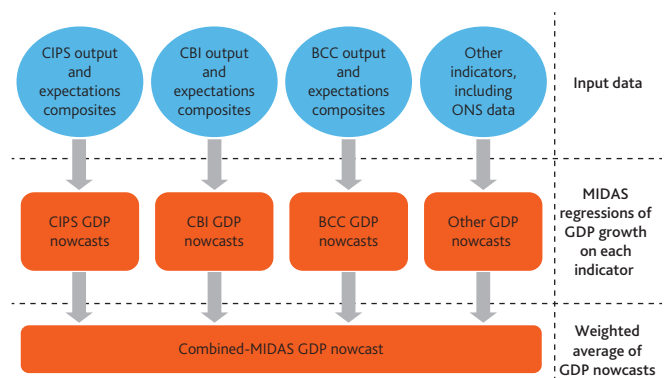 CIPS output
and
expectations
composites
CBI output
and
expectations
composites
BCC output
and
expectations
composites
Other
indicators,
including
ONS data
Input data
CIPS GDP
nowcasts
CBI GDP
nowcasts
BCC GDP
nowcasts
Other GDP
nowcasts
MIDAS
regressions of
GDP growth
on each
indicator
Combined-MIDAS GDP nowcast
Weighted
average of
GDP nowcasts